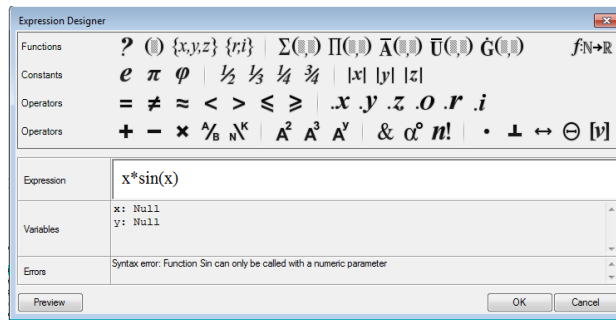 Expression Designer
Functions ? (▯) {x,y,z} {r;i} Σ(▯,▯) Π(▯,▯) A̅(▯,▯) U̅(▯,▯) Ġ(▯,▯) f:ℕ→ℝ
Constants e π φ ½ ⅓ ¼ ¾ |x| |y| |z|
Operators = ≠ ≈ < > ⩽ ⩾ .x .y .z .o .r .i
Operators + − × A/B N\K A² A³ Aʸ & α° n! • ⊥ ↔ Θ [v]
Expression x*sin(x)
x: Null
Variables
y: Null
Errors Syntax error: Function Sin can only be called with a numeric parameter
Preview OK Cancel